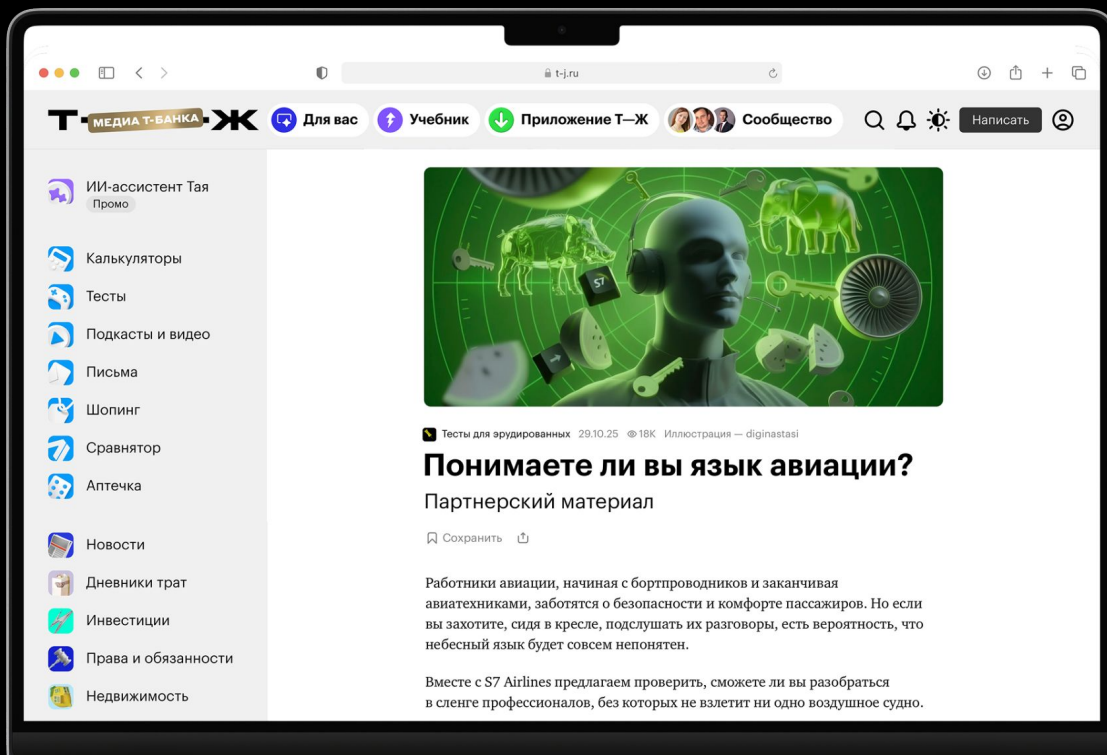 t-j.ru
Т—Ж МЕДИА Т-БАНКА
Для вас
Учебник
Приложение Т—Ж
Сообщество
Написать
ИИ-ассистент Тая
Промо
Калькуляторы
Тесты
Подкасты и видео
Письма
Шопинг
Сравнятор
Аптечка
Новости
Дневники трат
Инвестиции
Права и обязанности
Недвижимость
S7
Тесты для эрудированных 29.10.25 18K Иллюстрация — diginastasi
Понимаете ли вы язык авиации?
Партнерский материал
Сохранить
Работники авиации, начиная с бортпроводников и заканчивая
авиатехниками, заботятся о безопасности и комфорте пассажиров. Но если
вы захотите, сидя в кресле, подслушать их разговоры, есть вероятность, что
небесный язык будет совсем непонятен.
Вместе с S7 Airlines предлагаем проверить, сможете ли вы разобраться
в сленге профессионалов, без которых не взлетит ни одно воздушное судно.